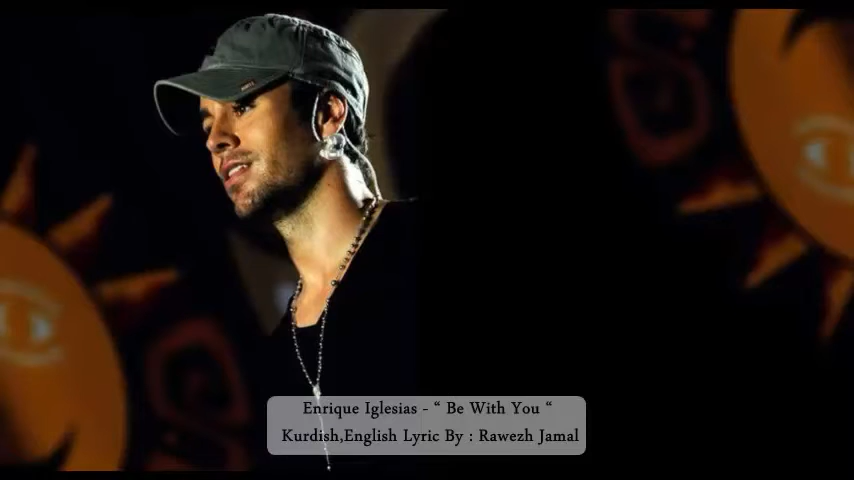 Enrique Iglesias - “ Be With You “
Kurdish,English Lyric By : Rawezh Jamal